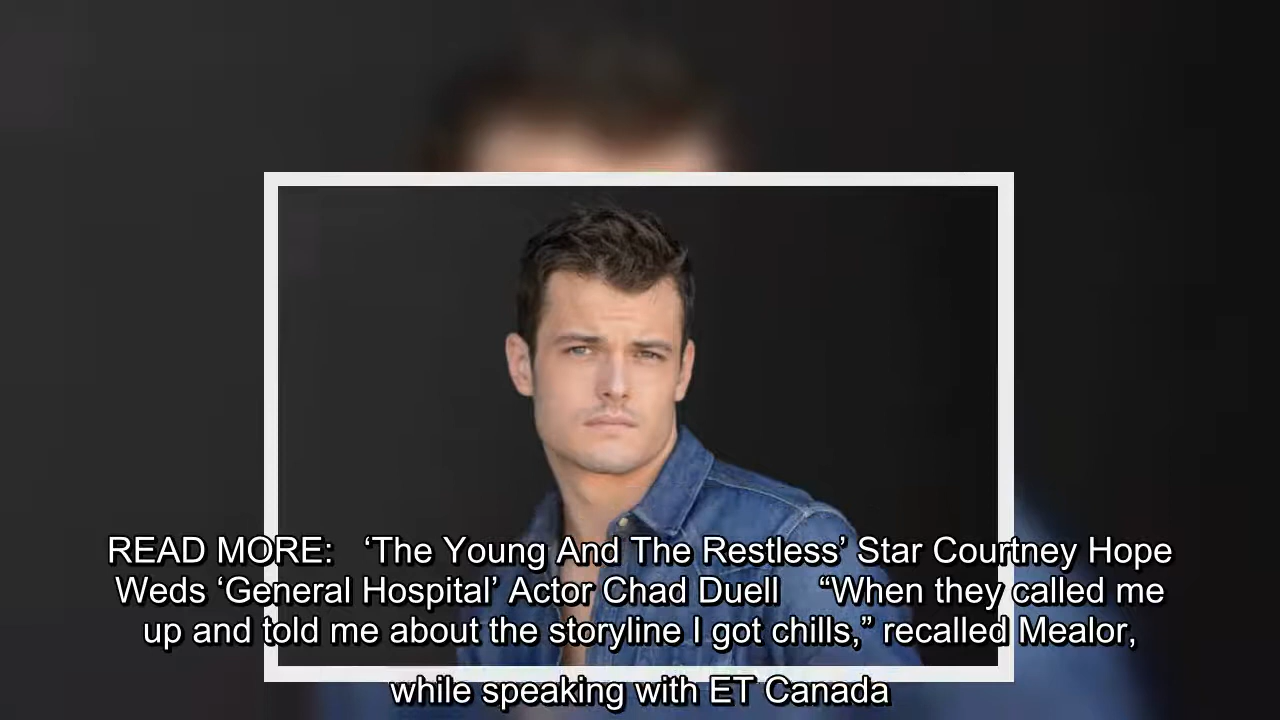 READ MORE:   ‘The Young And The Restless’ Star Courtney Hope
Weds ‘General Hospital’ Actor Chad Duell    “When they called me
up and told me about the storyline I got chills,” recalled Mealor,
while speaking with ET Canada